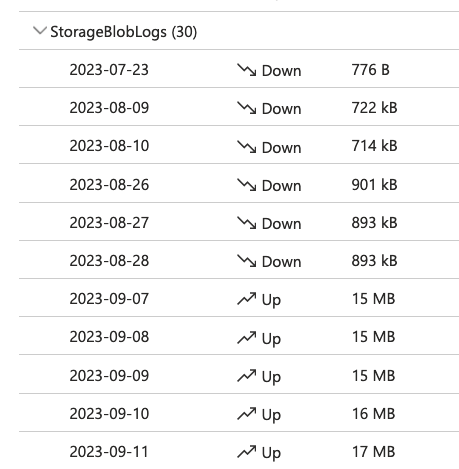 StorageBlobLogs (30)
2023-07-23 Down 776 B
2023-08-09 Down 722 kB
2023-08-10 Down 714 kB
2023-08-26 Down 901 kB
2023-08-27 Down 893 kB
2023-08-28 Down 893 kB
2023-09-07 Up 15 MB
2023-09-08 Up 15 MB
2023-09-09 Up 15 MB
2023-09-10 Up 16 MB
2023-09-11 Up 17 MB